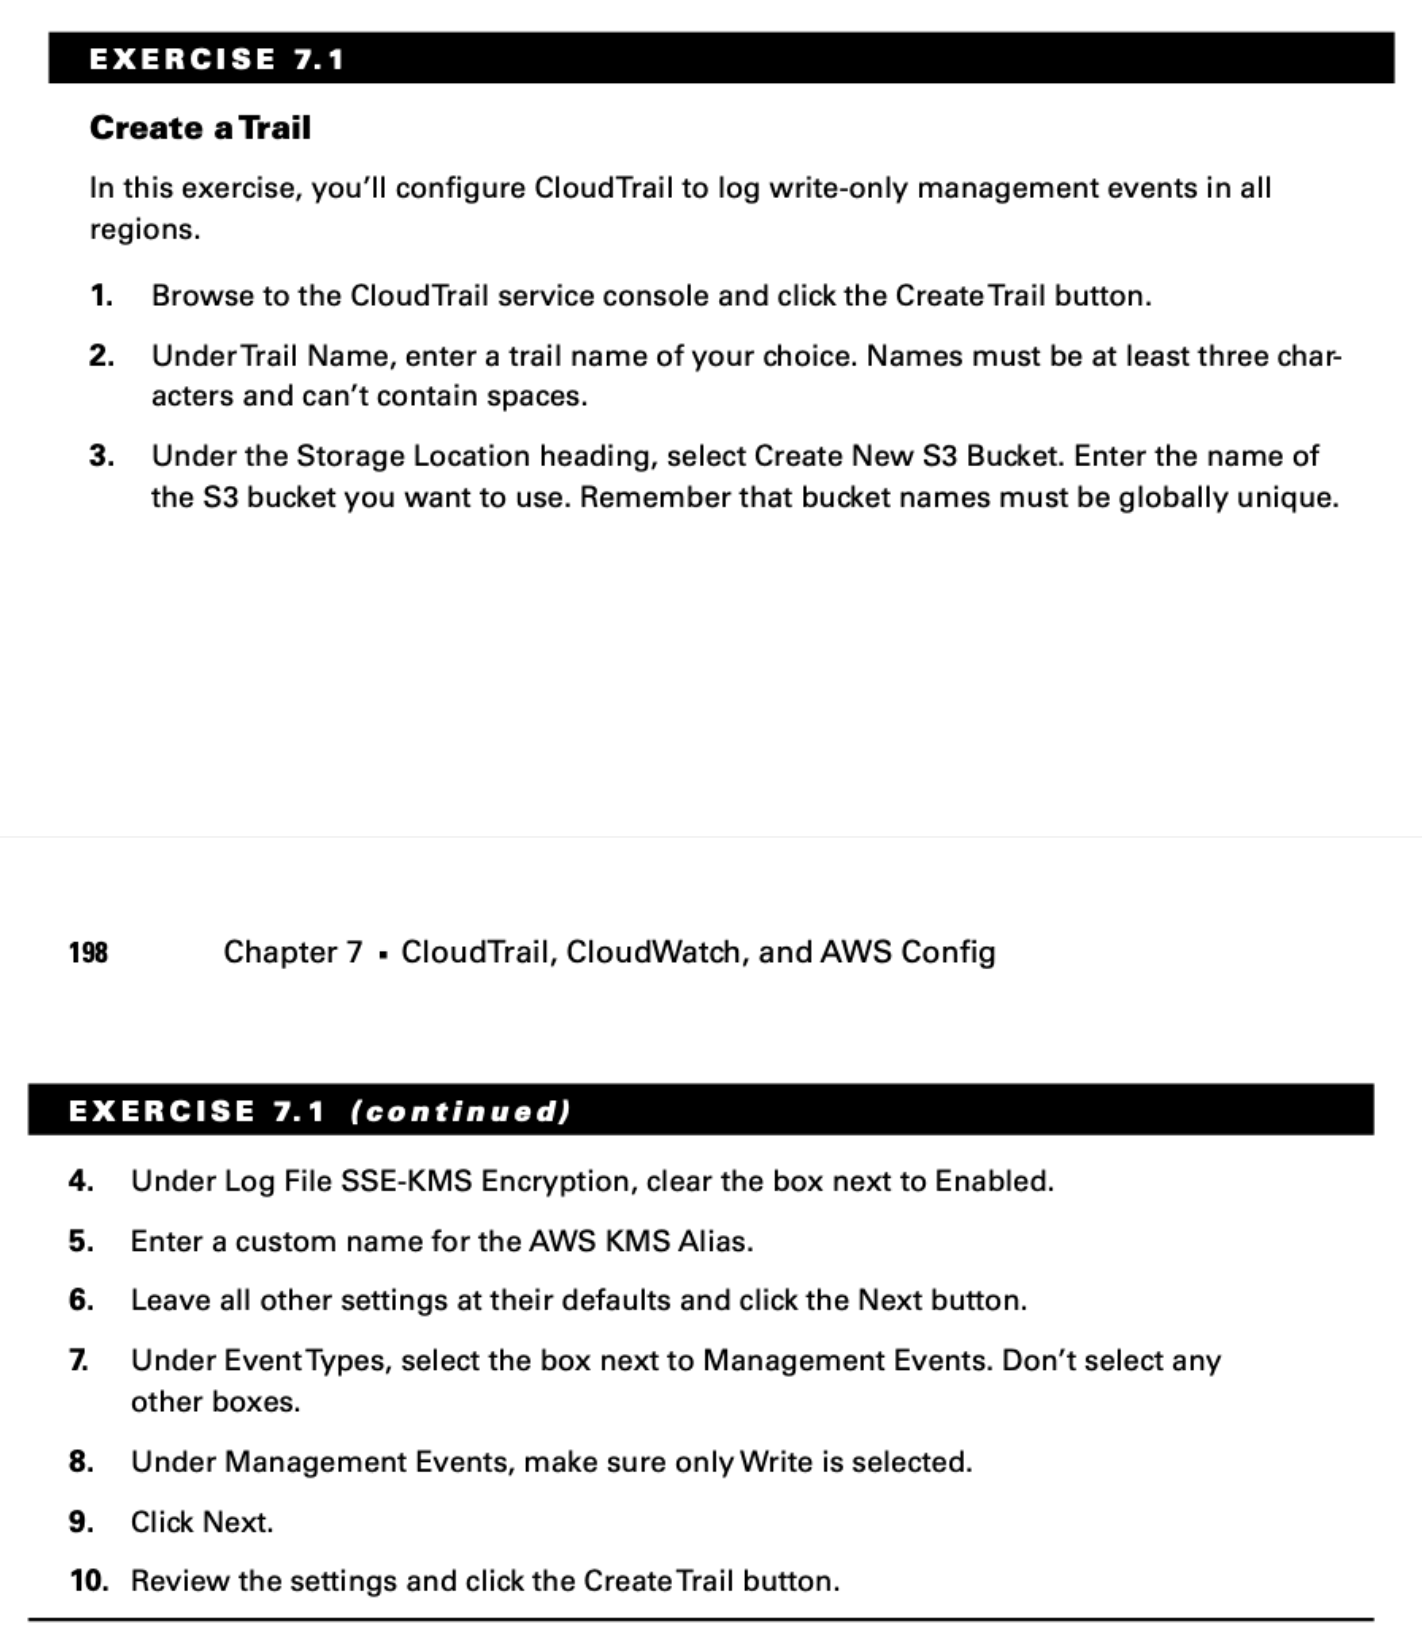 EXERCISE 7.1
Create a Trail
In this exercise, you’ll configure CloudTrail to log write-only management events in all
regions.
1. Browse to the CloudTrail service console and click the Create Trail button.
2. Under Trail Name, enter a trail name of your choice. Names must be at least three char-
acters and can’t contain spaces.
3. Under the Storage Location heading, select Create New S3 Bucket. Enter the name of
the S3 bucket you want to use. Remember that bucket names must be globally unique.
198 Chapter 7 ▪ CloudTrail, CloudWatch, and AWS Config
EXERCISE 7.1 (continued)
4. Under Log File SSE-KMS Encryption, clear the box next to Enabled.
5. Enter a custom name for the AWS KMS Alias.
6. Leave all other settings at their defaults and click the Next button.
7. Under Event Types, select the box next to Management Events. Don’t select any
other boxes.
8. Under Management Events, make sure only Write is selected.
9. Click Next.
10. Review the settings and click the Create Trail button.